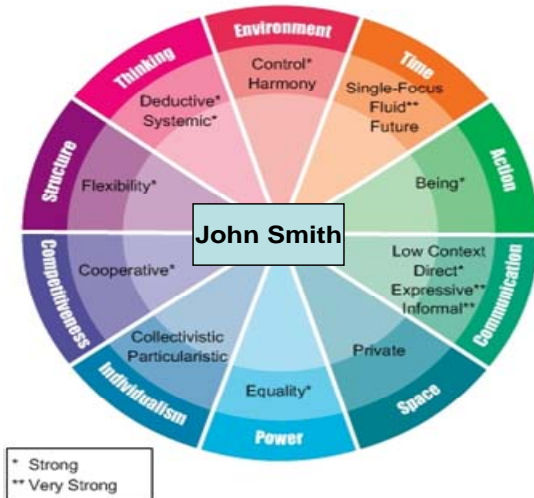 Environment
Control*
Harmony
Time
Single-Focus
Fluid**
Future
Action
Being*
Communication
Low Context
Direct*
Expressive**
Informal**
Space
Private
Power
Equality*
Individualism
Collectivistic
Particularistic
Competitiveness
Cooperative*
Structure
Flexibility*
Thinking
Deductive*
Systemic*
John Smith
* Strong
** Very Strong